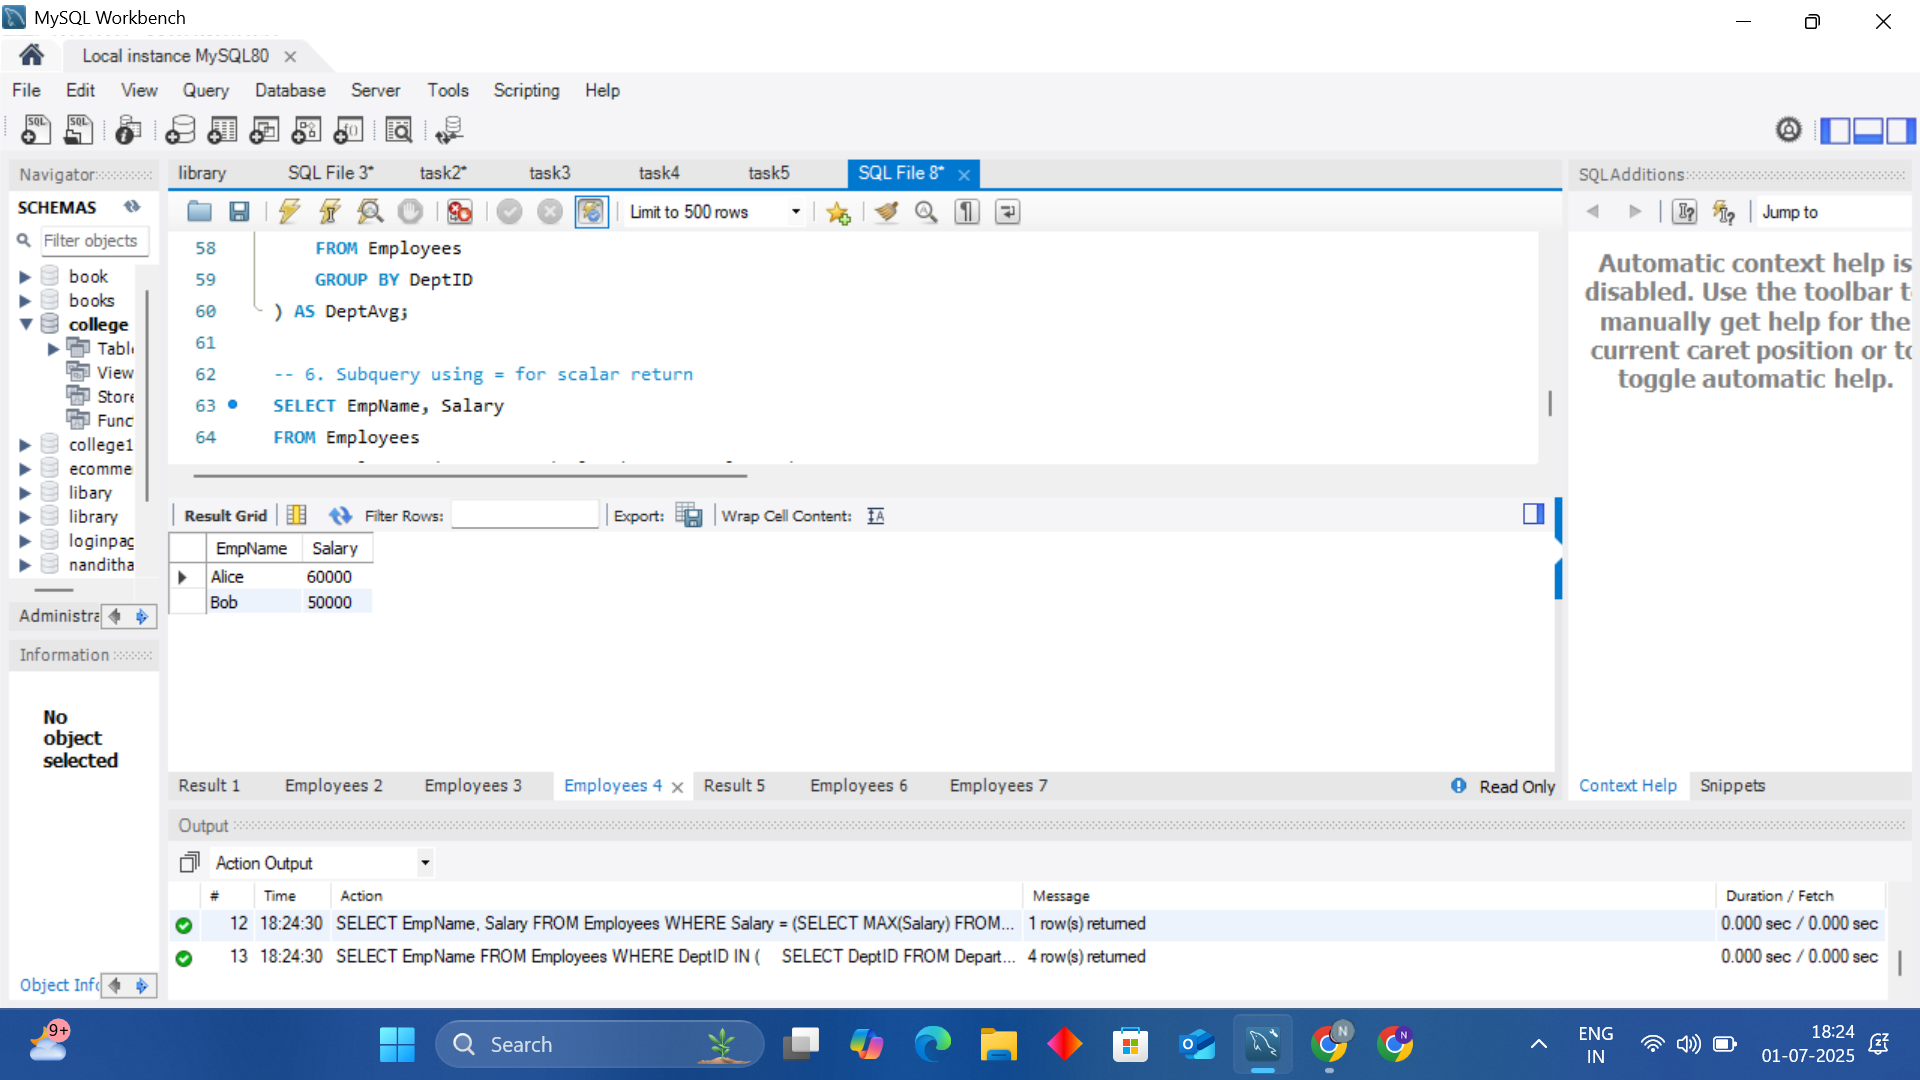 MySQL Workbench
Local instance MySQL80
File Edit View Query Database Server Tools Scripting Help
Navigator
library SQL File 3* task2* task3 task4 task5 SQL File 8*
SQLAdditions
SCHEMAS
Limit to 500 rows
Jump to
Filter objects
book
books
college
Table
View
Store
Func
college1
ecomme
libary
library
loginpag
nanditha
58 FROM Employees
59 GROUP BY DeptID
60 ) AS DeptAvg;
61
62 -- 6. Subquery using = for scalar return
63 SELECT EmpName, Salary
64 FROM Employees
Automatic context help is
disabled. Use the toolbar t
manually get help for the
current caret position or to
toggle automatic help.
Result Grid Filter Rows: Export: Wrap Cell Content:
EmpName Salary
Alice 60000
Bob 50000
Administra
Information
No
object
selected
Result 1 Employees 2 Employees 3 Employees 4 Result 5 Employees 6 Employees 7
Read Only
Context Help Snippets
Output
Action Output
# Time Action Message Duration / Fetch
12 18:24:30 SELECT EmpName, Salary FROM Employees WHERE Salary = (SELECT MAX(Salary) FROM... 1 row(s) returned 0.000 sec / 0.000 sec
13 18:24:30 SELECT EmpName FROM Employees WHERE DeptID IN ( SELECT DeptID FROM Depart... 4 row(s) returned 0.000 sec / 0.000 sec
Object Info
9+
Search
N
N
ENG
IN
18:24
01-07-2025